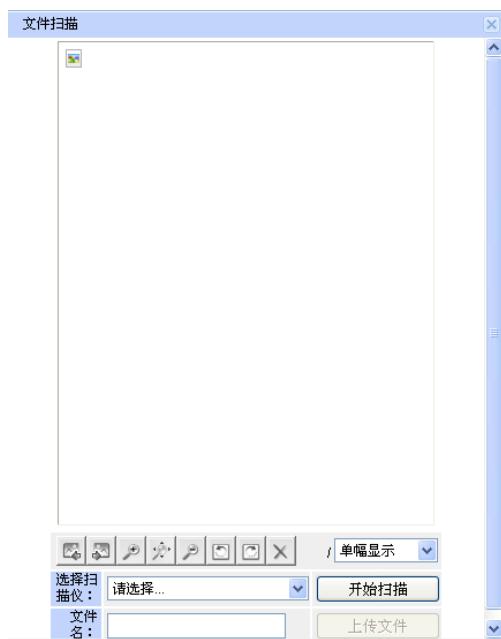 文件扫描
/ 单幅显示
选择扫
描仪：
请选择...
开始扫描
文件
名：
上传文件